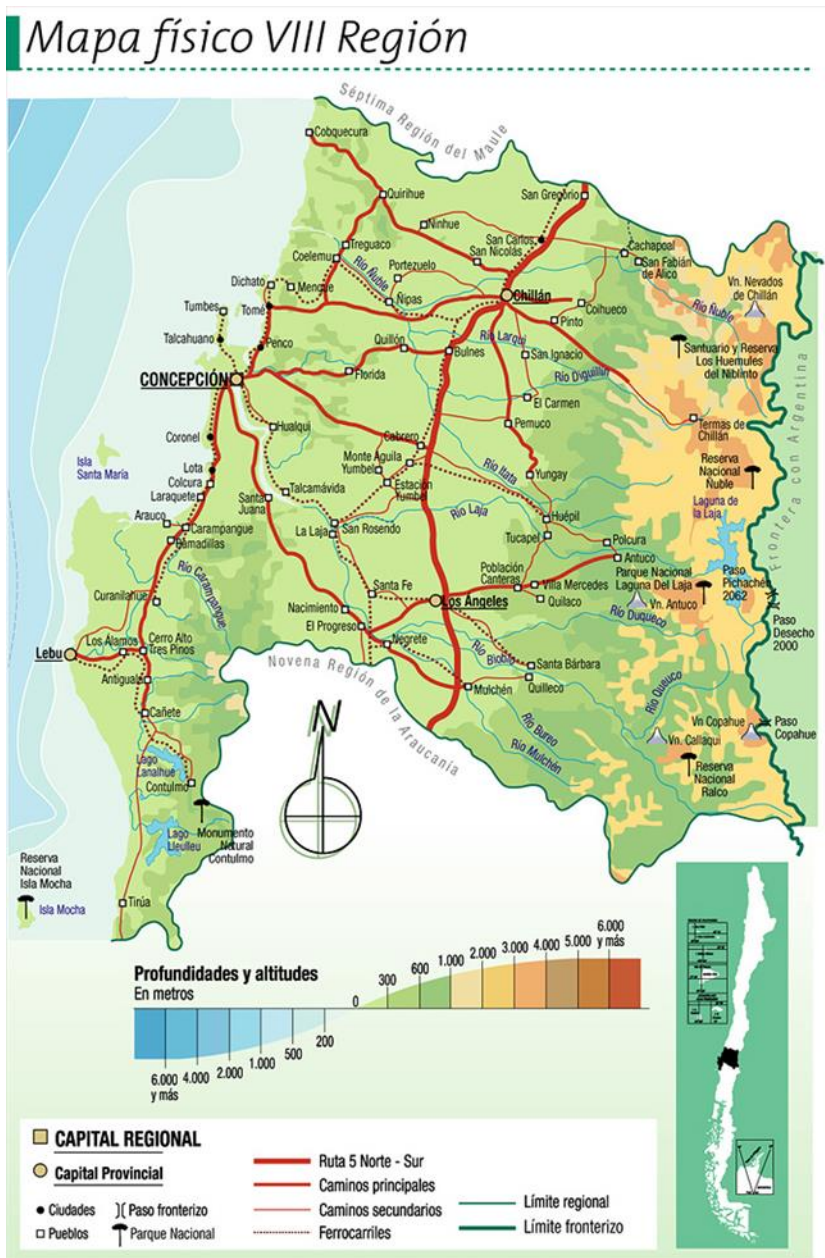 Mapa físico VIII Región
Séptima Región del Maule
Cobquecura
San Gregorio
Quirihue
Ninhue
San Carlos
San Nicolás
Cachapoal
San Fabián
de Alico
Treguaco
Coelemu
Portezuelo
Río Ñuble
Ñipas
Dichato
Menque
Chillán
Coihueco
Vn. Nevados
de Chillán
Río Ñuble
Tumbes
Tomé
Pinto
Talcahuano
Penco
Quillón
Río Larqui
Bulnes
San Ignacio
Santuario y Reserva
Los Huemules
del Niblinto
CONCEPCIÓN
Florida
Río Diguillín
El Carmen
Termas de
Chillán
Hualqui
Pemuco
Coronel
Cabrero
Isla
Santa María
Monte Aguila
Yumbel
Río Itata
Yungay
Reserva
Nacional
Ñuble
Lota
Colcura
Laraquete
Talcamávida
Estación
Yumbel
Santa
Juana
Laguna de
la Laja
Frontera con Argentina
Arauco
Carampangue
Ramadillas
La Laja
San Rosendo
Río Laja
Huépil
Tucapel
Polcura
Antuco
Río Carampangue
Curanilahue
Santa Fe
Población
Canteras
Villa Mercedes
Quilaco
Parque Nacional
Laguna Del Laja
Paso
Pichachén
2062
Nacimiento
Los Ángeles
Vn. Antuco
Paso
Desecho
2000
El Progreso
Río Duqueco
Lebu
Los Álamos
Cerro Alto
Tres Pinos
Negrete
Río Biobío
Santa Bárbara
Quilleco
Antiguala
Novena Región de la Araucanía
Mulchén
Río Queuco
Cañete
Río Bureo
Río Mulchén
Vn Copahue
Paso
Copahue
Vn. Callaqui
Lago
Lanalhue
Contulmo
N
Reserva
Nacional
Ralco
Lago
Lleulleu
Monumento
Natural
Contulmo
Reserva
Nacional
Isla Mocha
Isla Mocha
Tirúa
Profundidades y altitudes
En metros
0
300
600
1.000
2.000
3.000
4.000
5.000
6.000
y más
6.000
y más
4.000
2.000
1.000
500
200
CAPITAL REGIONAL
Capital Provincial
Ciudades
Paso fronterizo
Pueblos
Parque Nacional
Ruta 5 Norte - Sur
Caminos principales
Caminos secundarios
Ferrocarriles
Límite regional
Límite fronterizo